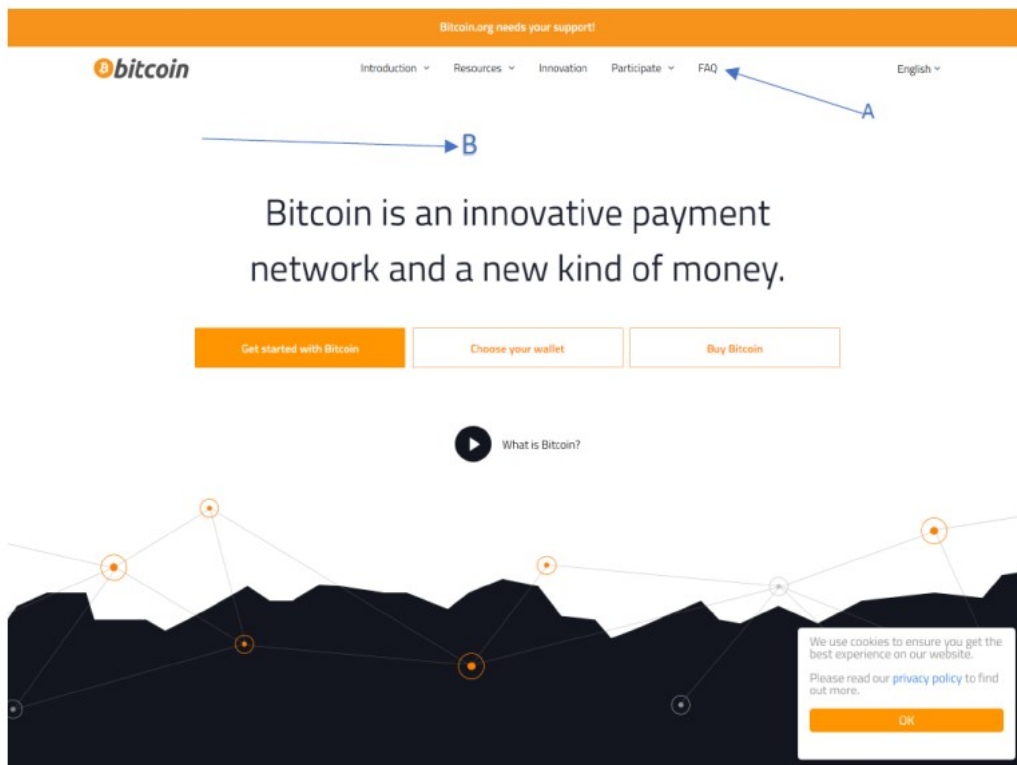 Bitcoin.org needs your support!
bitcoin
Introduction Resources Innovation Participate FAQ
English
A
B
Bitcoin is an innovative payment
network and a new kind of money.
Get started with Bitcoin
Choose your wallet
Buy Bitcoin
What is Bitcoin?
We use cookies to ensure you get the
best experience on our website.
Please read our privacy policy to find
out more.
OK